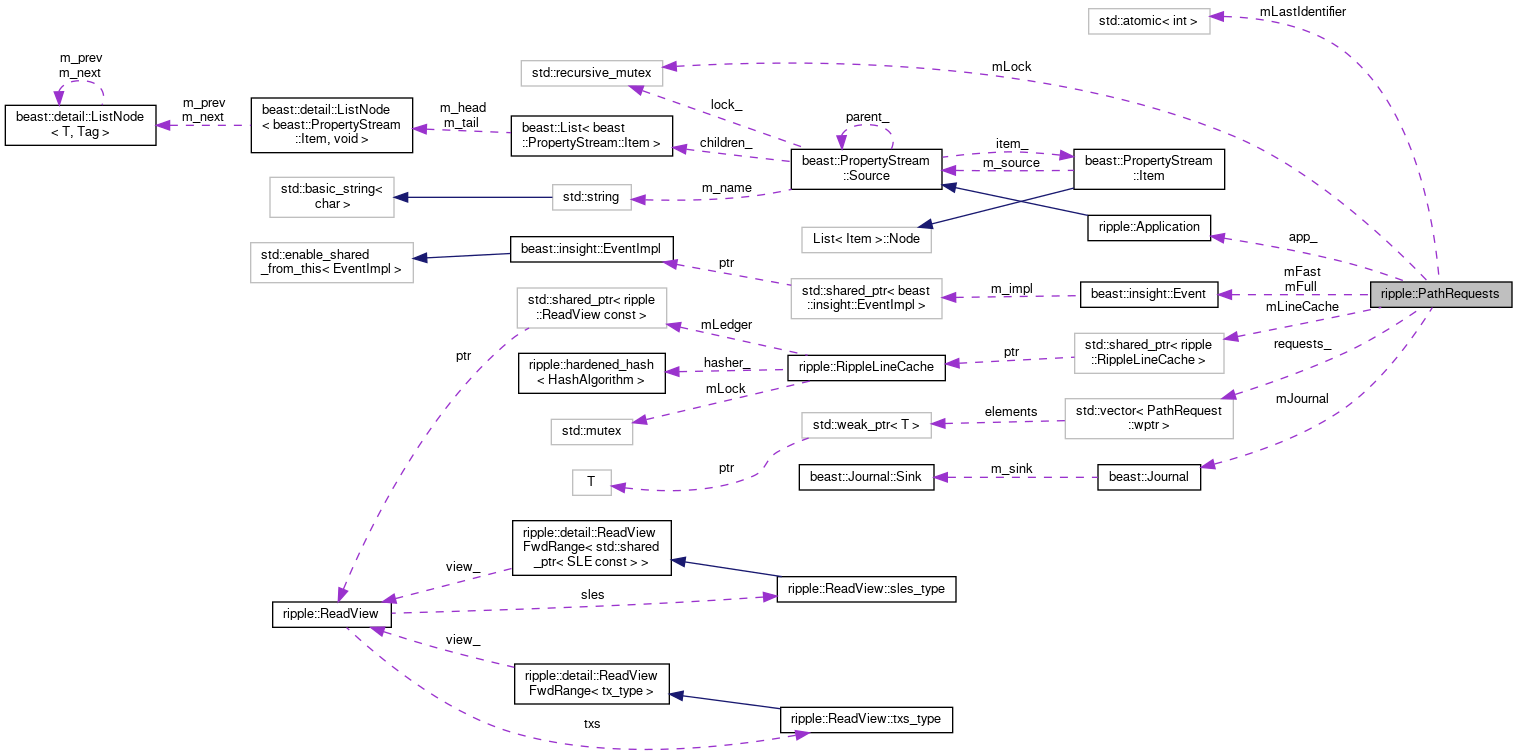 mLastIdentifier
std::atomic< int >
m_prev
m_next
mLock
std::recursive_mutex
m_prev
m_next
m_head
m_tail
lock_
beast::detail::ListNode
< T, Tag >
beast::detail::ListNode
< beast::PropertyStream
::Item, void >
beast::List< beast
::PropertyStream::Item >
children_
parent_
beast::PropertyStream
::Source
item_
m_source
beast::PropertyStream
::Item
std::basic_string<
char >
std::string
m_name
List< Item >::Node
ripple::Application
app_
std::enable_shared
_from_this< EventImpl >
beast::insight::EventImpl
ptr
std::shared_ptr< beast
::insight::EventImpl >
m_impl
beast::insight::Event
mFast
mFull
ripple::PathRequests
std::shared_ptr< ripple
::ReadView const >
mLedger
mLineCache
ptr
ripple::hardened_hash
< HashAlgorithm >
hasher_
ripple::RippleLineCache
ptr
std::shared_ptr< ripple
::RippleLineCache >
requests_
mLock
std::mutex
std::weak_ptr< T >
elements
std::vector< PathRequest
::wptr >
mJournal
T
ptr
beast::Journal::Sink
m_sink
beast::Journal
ripple::detail::ReadView
FwdRange< std::shared
_ptr< SLE const > >
view_
ripple::ReadView::sles_type
sles
ripple::ReadView
view_
ripple::detail::ReadView
FwdRange< tx_type >
txs
ripple::ReadView::txs_type